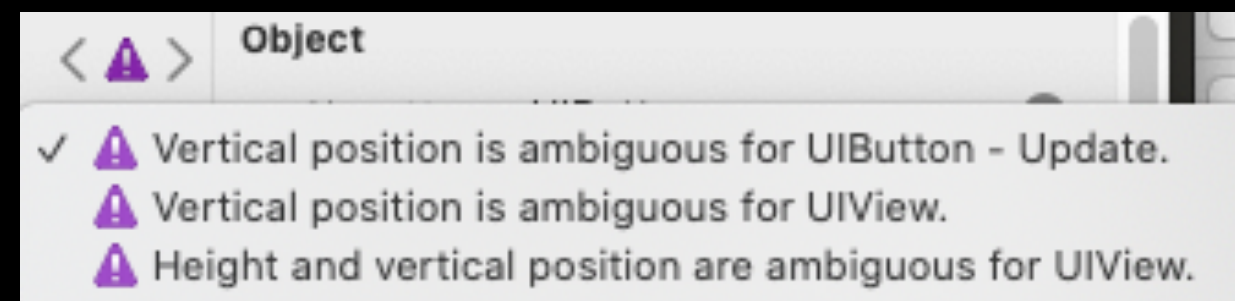 Object
Vertical position is ambiguous for UIButton - Update.
Vertical position is ambiguous for UIView.
Height and vertical position are ambiguous for UIView.